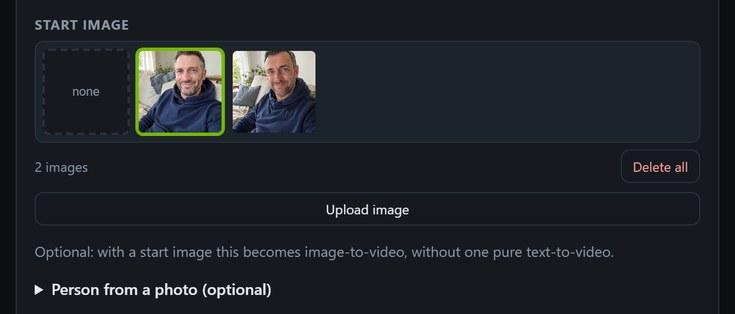 START IMAGE
none
2 images
Delete all
Upload image
Optional: with a start image this becomes image-to-video, without one pure text-to-video.
Person from a photo (optional)